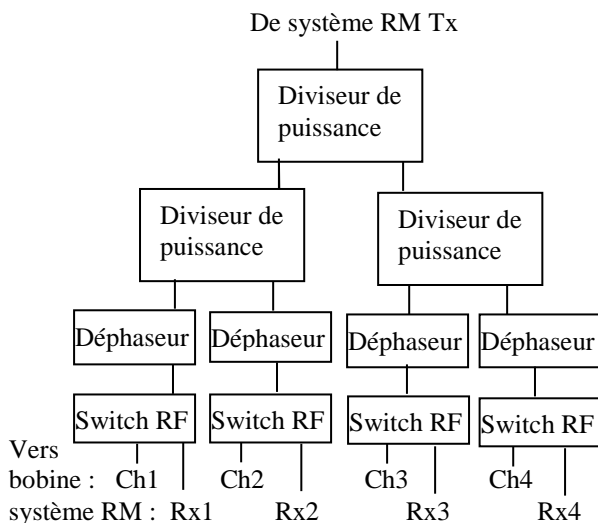 De système RM Tx
Diviseur de
puissance
Diviseur de
puissance
Diviseur de
puissance
Déphaseur Déphaseur Déphaseur Déphaseur
Switch RF Switch RF Switch RF Switch RF
Vers
bobine : Ch1 Ch2 Ch3 Ch4
système RM : Rx1 Rx2 Rx3 Rx4